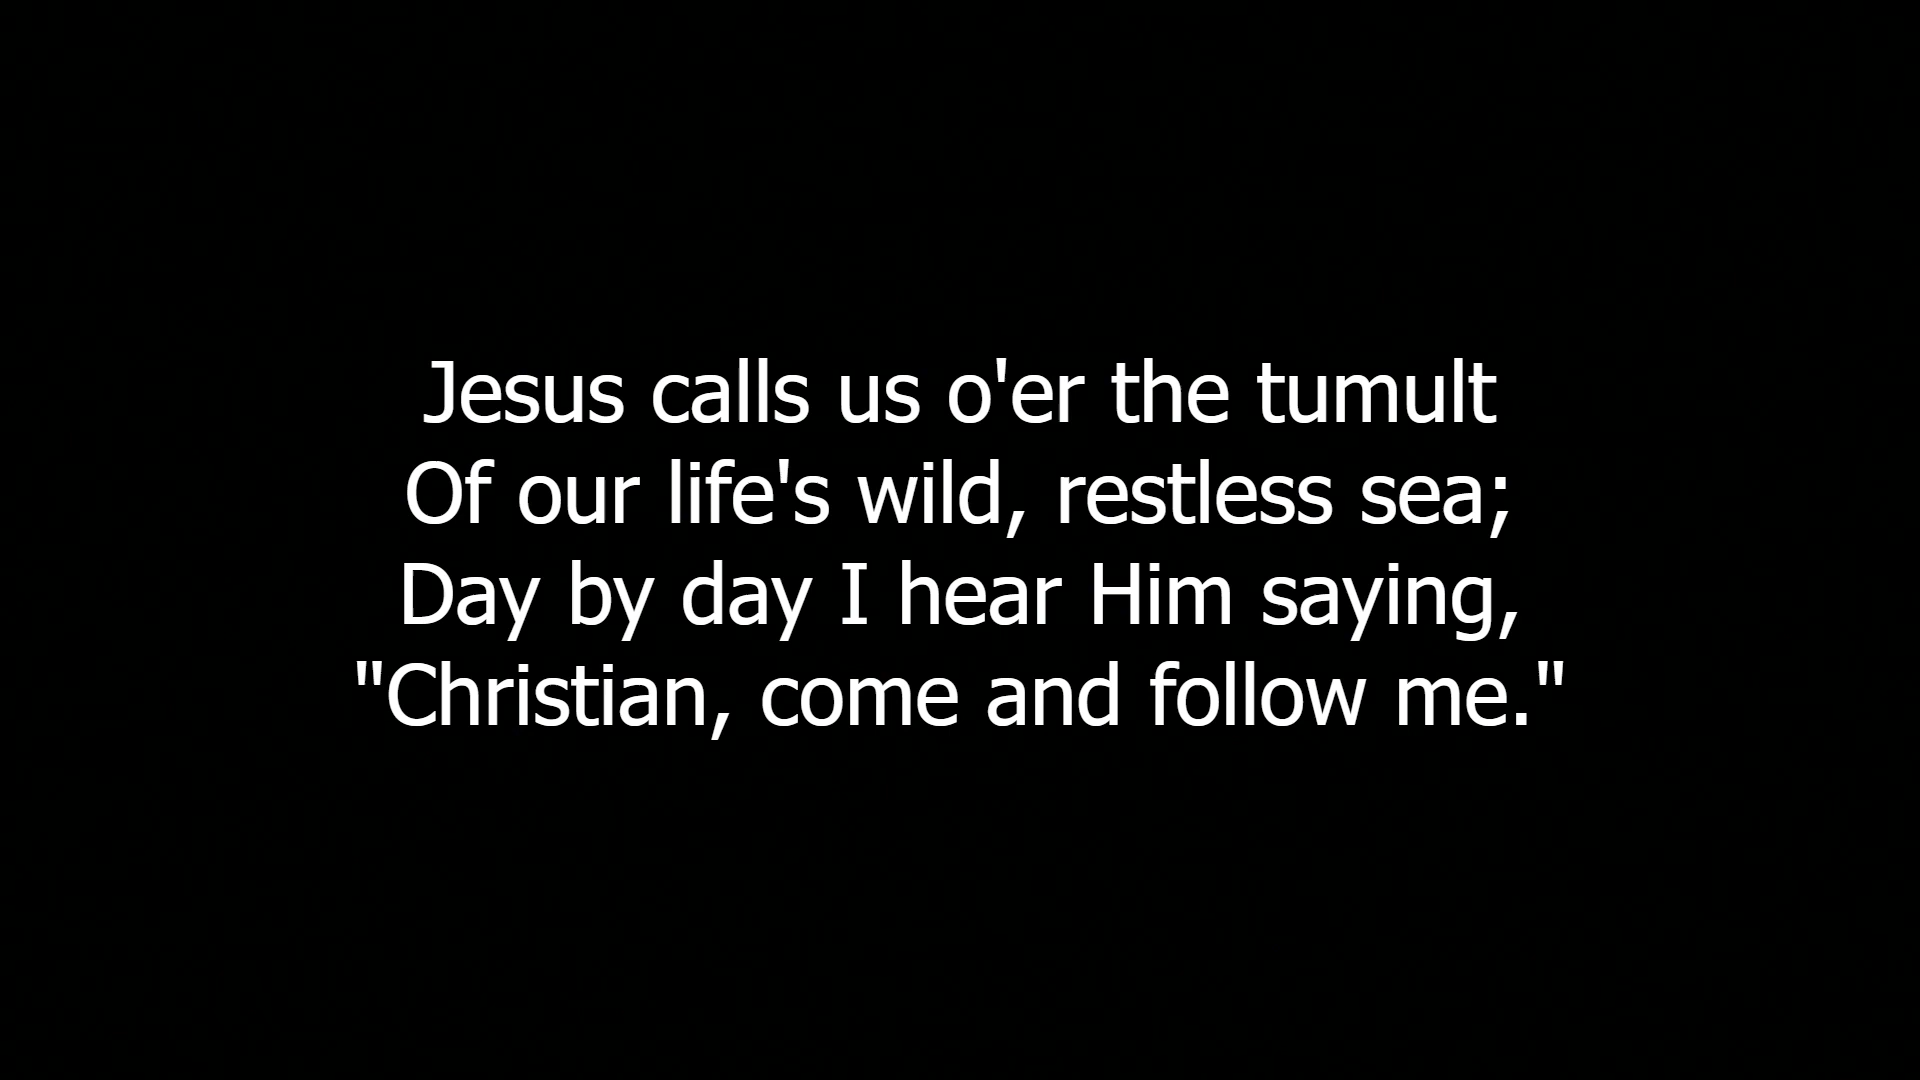 Jesus calls us o'er the tumult
Of our life's wild, restless sea;
Day by day I hear Him saying,
"Christian, come and follow me."